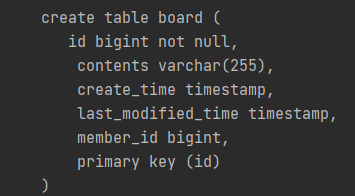 create table board (
id bigint not null,
contents varchar(255),
create_time timestamp,
last_modified_time timestamp,
member_id bigint,
primary key (id)
)